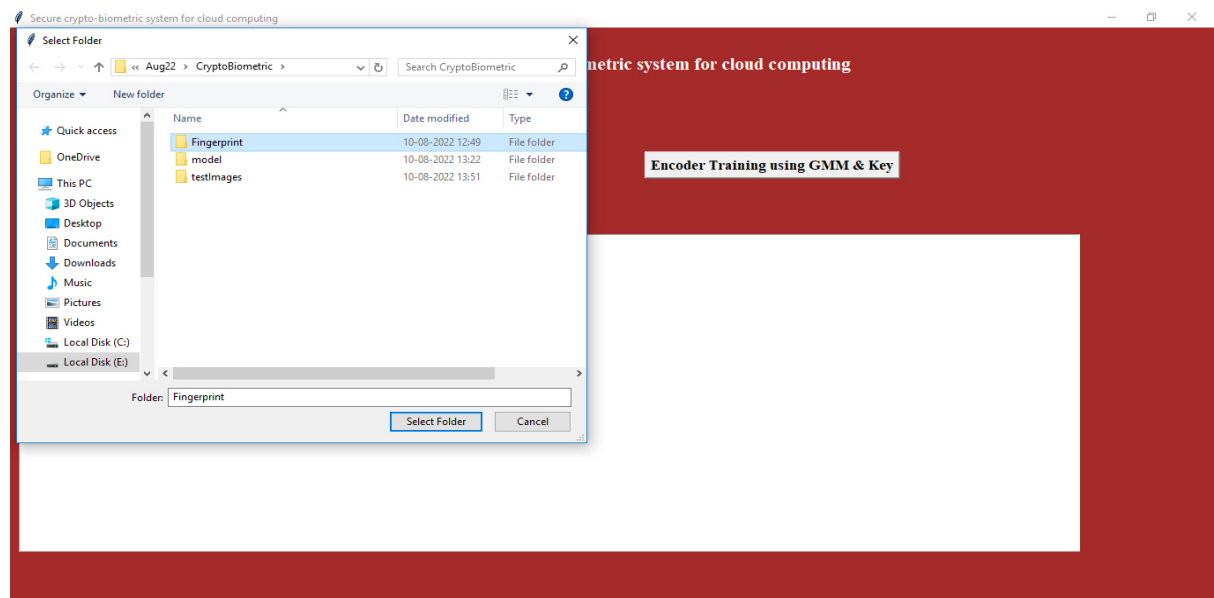 Secure crypto-biometric system for cloud computing
Select Folder
« Aug22 > CryptoBiometric >
Search CryptoBiometric
netric system for cloud computing
Organize
New folder
?
Name
Date modified
Type
Quick access
OneDrive
This PC
3D Objects
Desktop
Documents
Downloads
Music
Pictures
Videos
Local Disk (C:)
Local Disk (E:)
Fingerprint 10-08-2022 12:49 File folder
model 10-08-2022 13:22 File folder
testImages 10-08-2022 13:51 File folder
Encoder Training using GMM & Key
Folder: Fingerprint
Select Folder
Cancel